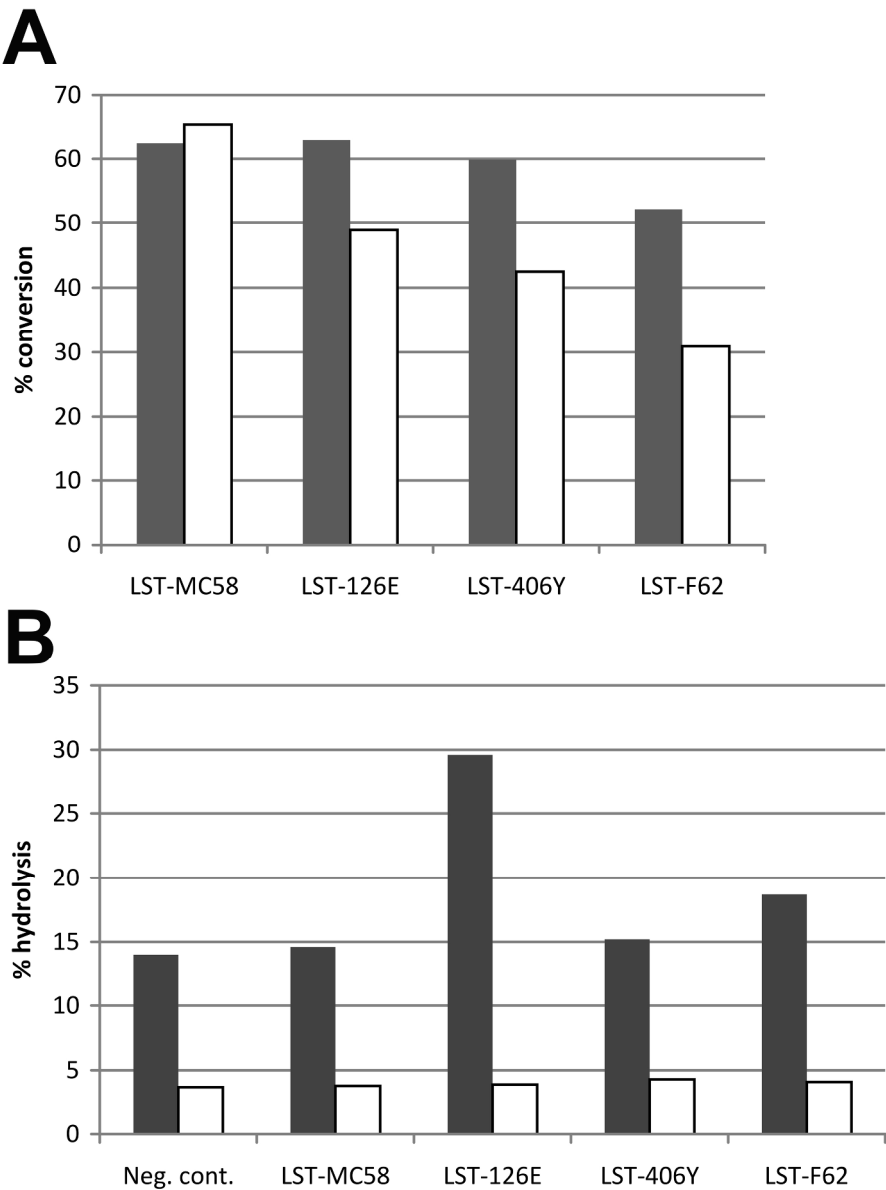 A
70
60
50
40
30
20
10
0
% conversion
LST-MC58 LST-126E LST-406Y LST-F62
B
35
30
25
20
15
10
5
0
% hydrolysis
Neg. cont. LST-MC58 LST-126E LST-406Y LST-F62